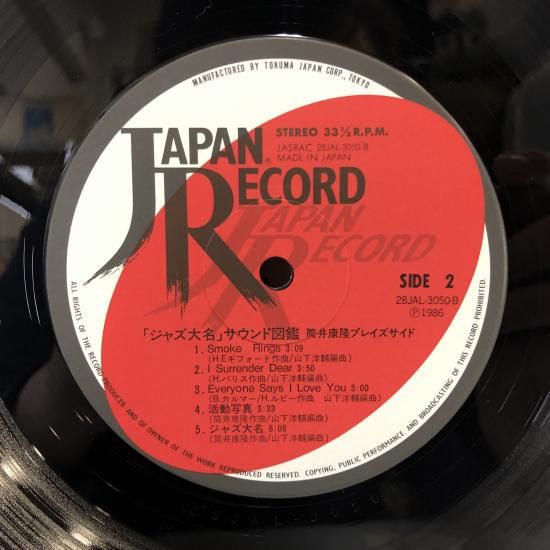 MANUFACTURED BY TOKUMA JAPAN CORP., TOKYO
STEREO 33⅓ R.P.M.
JASRAC 28JAL-3050-B
MADE IN JAPAN
JAPAN®
RECORD
JAPAN
RECORD
SIDE 2
28JAL-3050-B
Ⓟ1986
「ジャズ大名」サウンド図鑑 筒井康隆プレイズサイド
1. Smoke Rings 3:09
(H.Eギフォード作曲/山下洋輔編曲)
2. I Surrender Dear 3:50
(H.バリス作曲/山下洋輔編曲)
3. Everyone Says I Love You 3:00
(B.カルマー/H.ルビー作曲 山下洋輔編曲)
4. 活動写真 3:33
(筒井康隆作曲/山下洋輔編曲)
5. ジャズ大名 6:06
(筒井康隆作曲/山下洋輔編曲)
ALL RIGHTS OF THE RECORD PRODUCER AND OF OWNER OF THE WORK REPRODUCED RESERVED. COPYING, PUBLIC PERFORMANCE AND BROADCASTING OF THIS RECORD PROHIBITED.